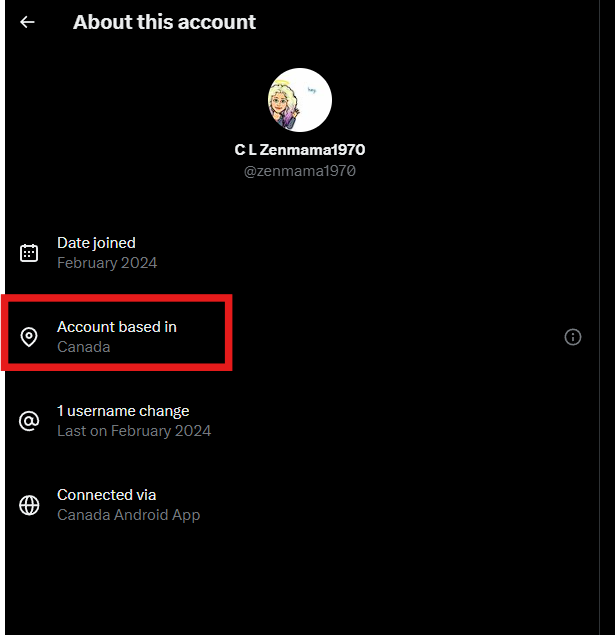 About this account
hey
C L Zenmama1970
@zenmama1970
Date joined
February 2024
Account based in
Canada
1 username change
Last on February 2024
Connected via
Canada Android App